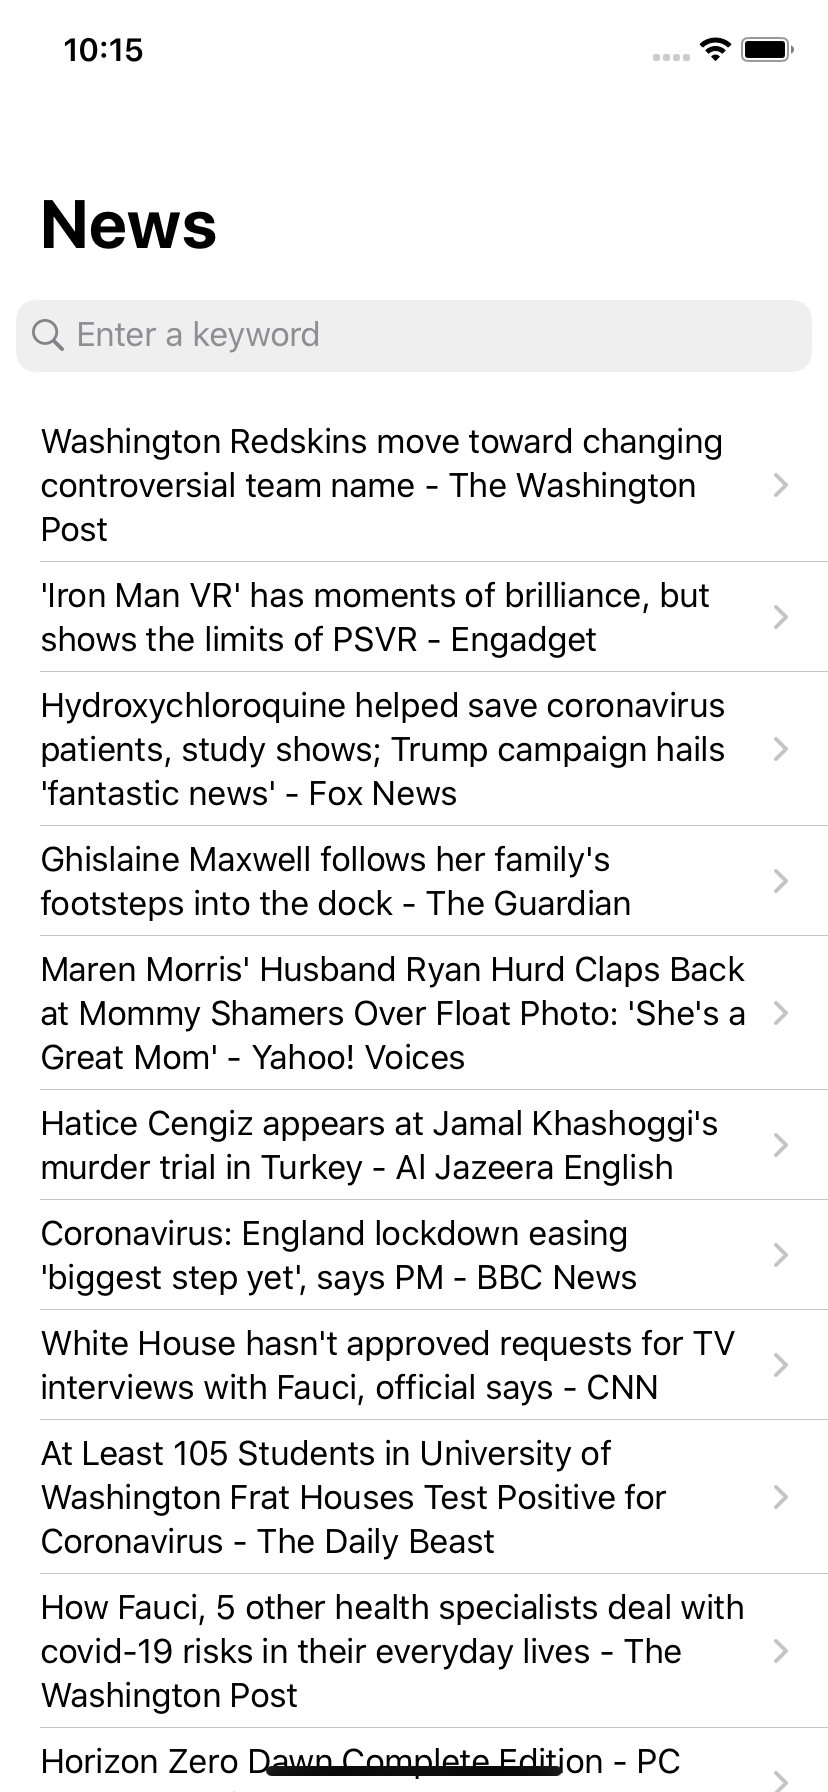 10:15
News
Enter a keyword
Washington Redskins move toward changing
controversial team name - The Washington
Post
'Iron Man VR' has moments of brilliance, but
shows the limits of PSVR - Engadget
Hydroxychloroquine helped save coronavirus
patients, study shows; Trump campaign hails
'fantastic news' - Fox News
Ghislaine Maxwell follows her family's
footsteps into the dock - The Guardian
Maren Morris' Husband Ryan Hurd Claps Back
at Mommy Shamers Over Float Photo: 'She's a
Great Mom' - Yahoo! Voices
Hatice Cengiz appears at Jamal Khashoggi's
murder trial in Turkey - Al Jazeera English
Coronavirus: England lockdown easing
'biggest step yet', says PM - BBC News
White House hasn't approved requests for TV
interviews with Fauci, official says - CNN
At Least 105 Students in University of
Washington Frat Houses Test Positive for
Coronavirus - The Daily Beast
How Fauci, 5 other health specialists deal with
covid-19 risks in their everyday lives - The
Washington Post
Horizon Zero Dawn Complete Edition - PC